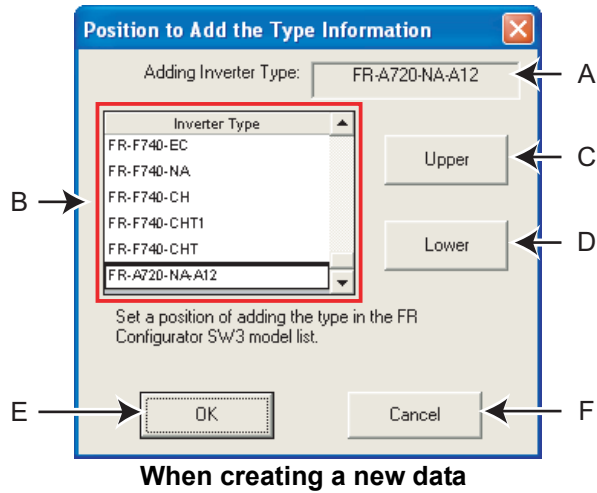 Position to Add the Type Information
Adding Inverter Type: FR-A720-NA-A12 A
Inverter Type
FR-F740-EC
FR-F740-NA
FR-F740-CH
FR-F740-CHT1
FR-F740-CHT
FR-A720-NA-A12
B
Upper C
Lower D
Set a position of adding the type in the FR
Configurator SW3 model list.
E OK Cancel F
When creating a new data